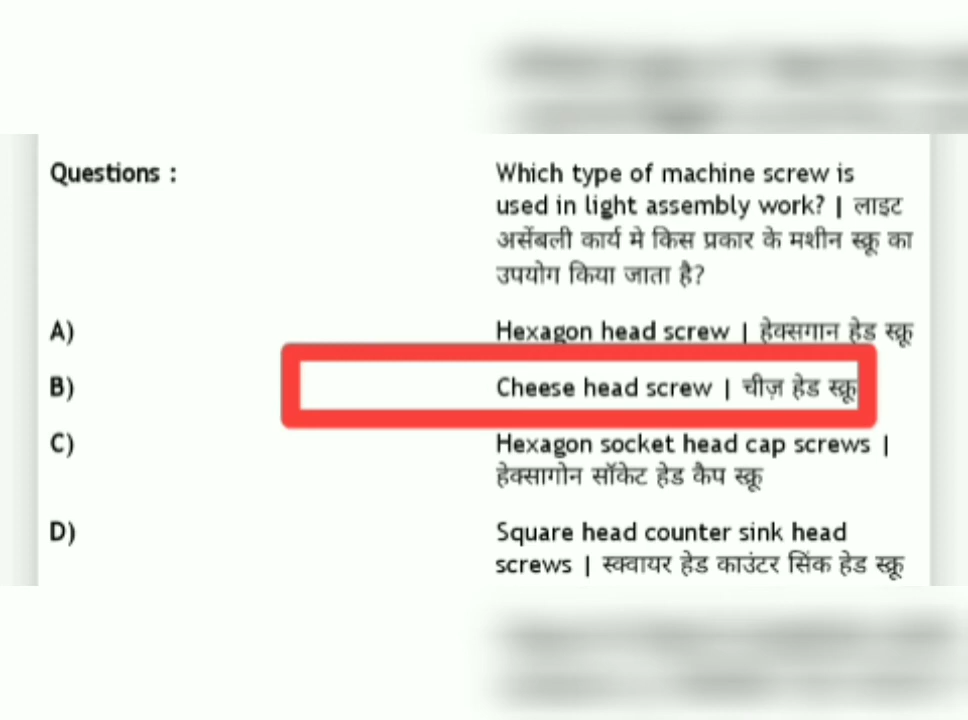 Questions :
Which type of machine screw is
used in light assembly work? | लाइट
अर्सेबली कार्य मे किस प्रकार के मशीन स्क्रू का
उपयोग किया जाता है?
A)
Hexagon head screw | हेक्सगान हेड स्क्रू
B)
Cheese head screw | चीज़ हेड स्क्रू
C)
Hexagon socket head cap screws |
हेक्सागोन सॉकेट हेड कैप स्क्रू
D)
Square head counter sink head
screws | स्क्वायर हेड काउंटर सिंक हेड स्क्रू